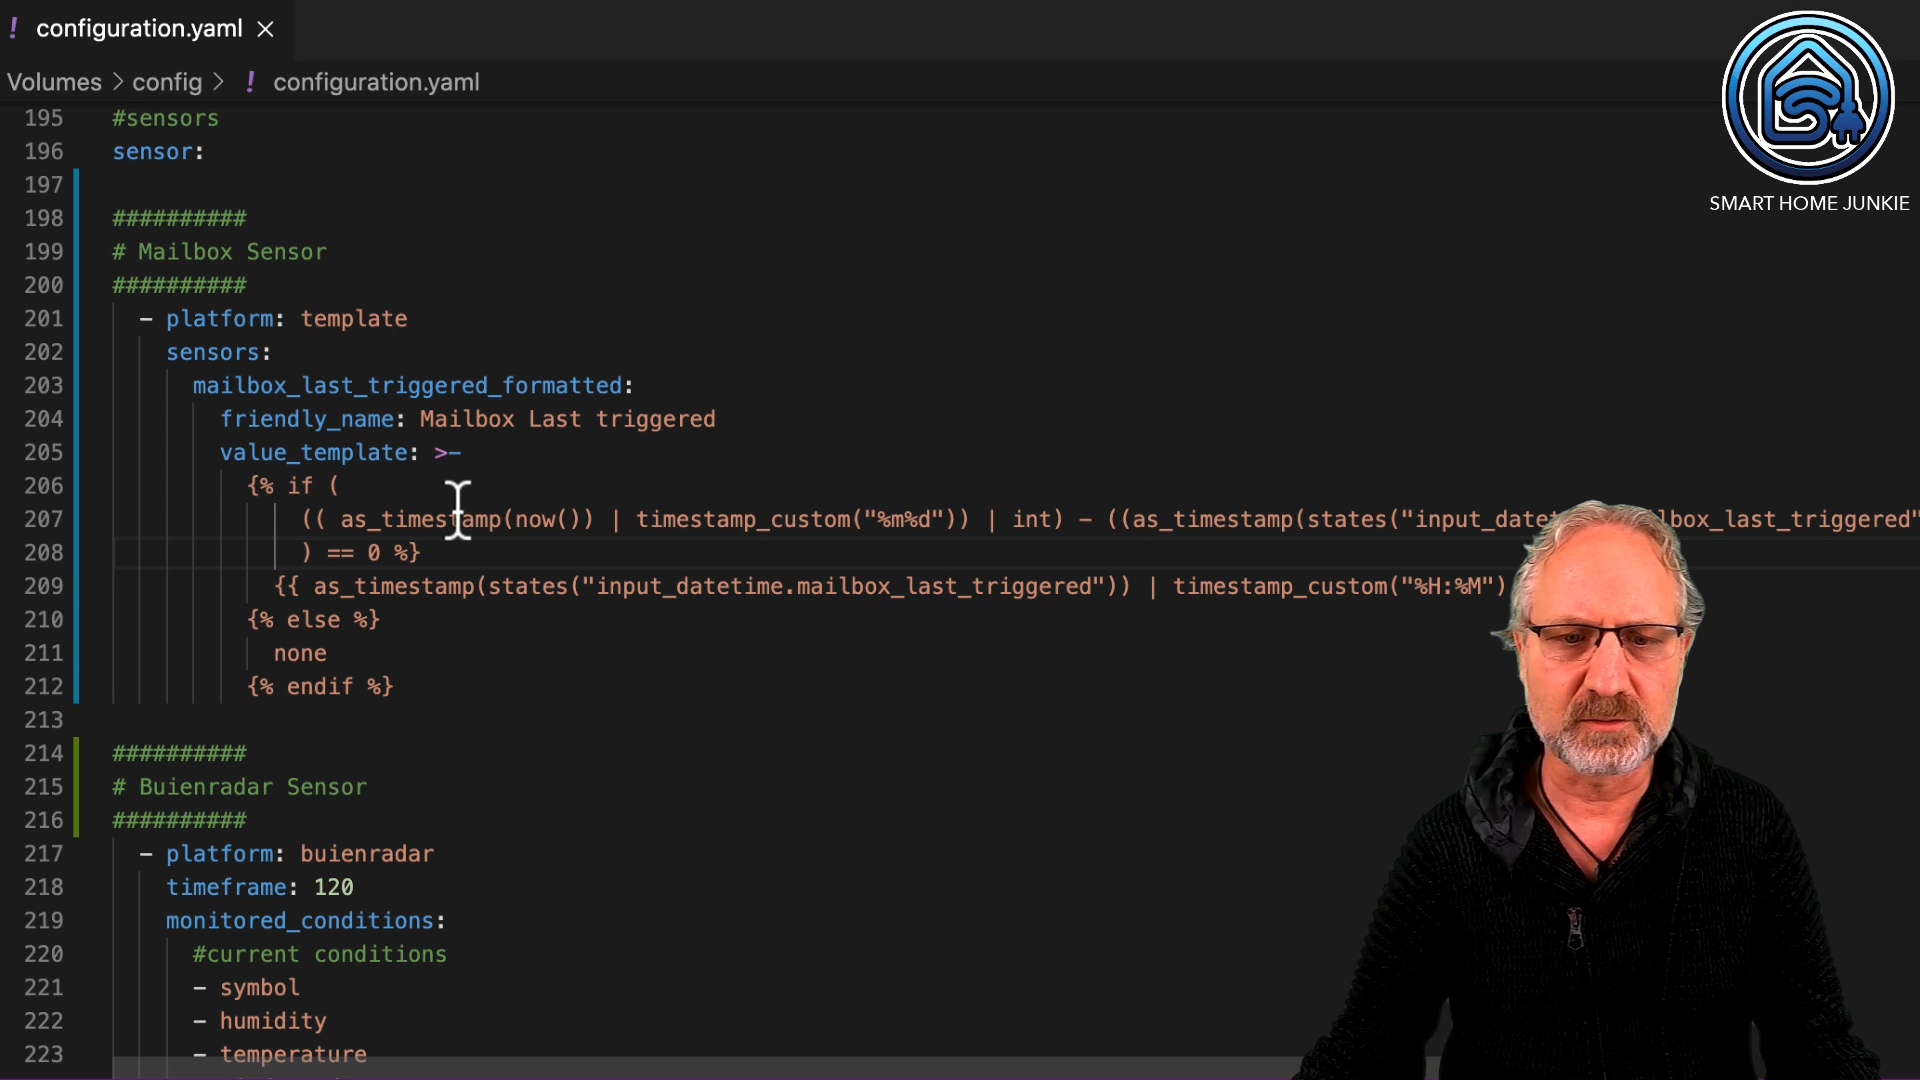 ! configuration.yaml ×
Volumes > config > ! configuration.yaml
SMART HOME JUNKIE
195 #sensors
196 sensor:
197
198 ##########
199 # Mailbox Sensor
200 ##########
201 - platform: template
202 sensors:
203 mailbox_last_triggered_formatted:
204 friendly_name: Mailbox Last triggered
205 value_template: >-
206 {% if (
207 (( as_timestamp(now()) | timestamp_custom("%m%d")) | int) - ((as_timestamp(states("input_datet lbox_last_triggered"
208 ) == 0 %}
209 {{ as_timestamp(states("input_datetime.mailbox_last_triggered")) | timestamp_custom("%H:%M")
210 {% else %}
211 none
212 {% endif %}
213
214 ##########
215 # Buienradar Sensor
216 ##########
217 - platform: buienradar
218 timeframe: 120
219 monitored_conditions:
220 #current conditions
221 - symbol
222 - humidity
223 - temperature